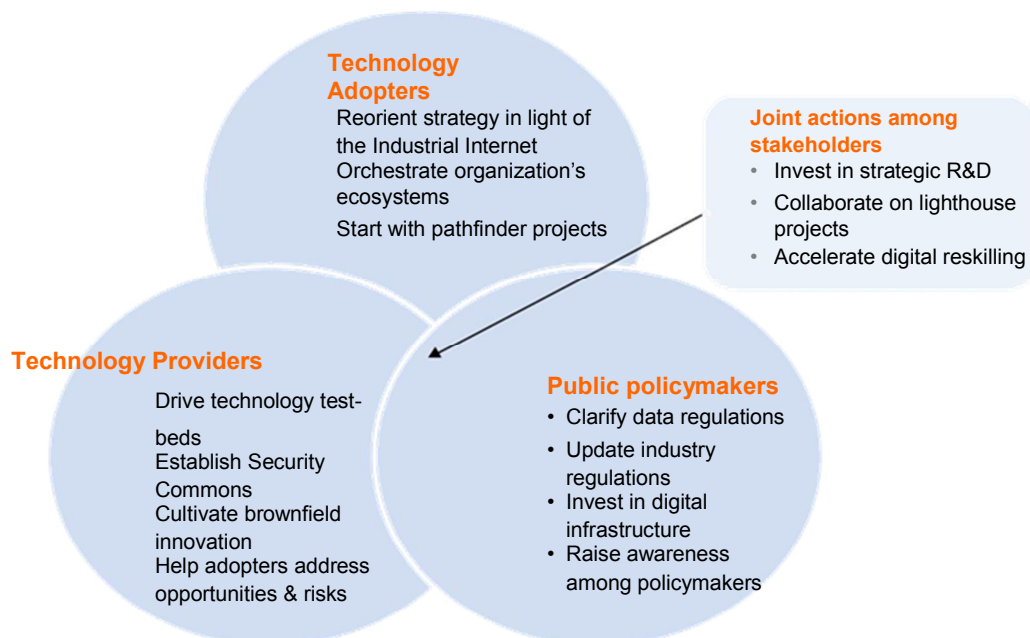 Technology
Adopters
Reorient strategy in light of
the Industrial Internet
Orchestrate organization's
ecosystems
Start with pathfinder projects
Joint actions among
stakeholders
• Invest in strategic R&D
• Collaborate on lighthouse
projects
• Accelerate digital reskilling
Technology Providers
Drive technology test-
beds
Establish Security
Commons
Cultivate brownfield
innovation
Help adopters address
opportunities & risks
Public policymakers
• Clarify data regulations
• Update industry
regulations
• Invest in digital
infrastructure
• Raise awareness
among policymakers